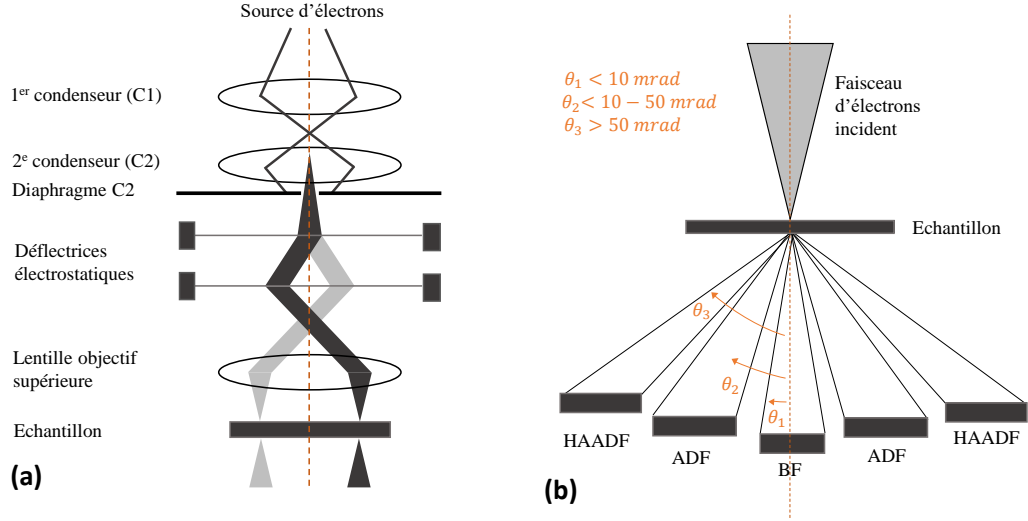 Source d'électrons
1er condenseur (C1)
2e condenseur (C2)
Diaphragme C2
Déflectrices
électrostatiques
Lentille objectif
supérieure
Echantillon
(a)
θ1 < 10 mrad
θ2< 10 − 50 mrad
θ3 > 50 mrad
Faisceau
d'électrons
incident
Echantillon
θ3
θ2
θ1
HAADF
ADF
BF
ADF
HAADF
(b)